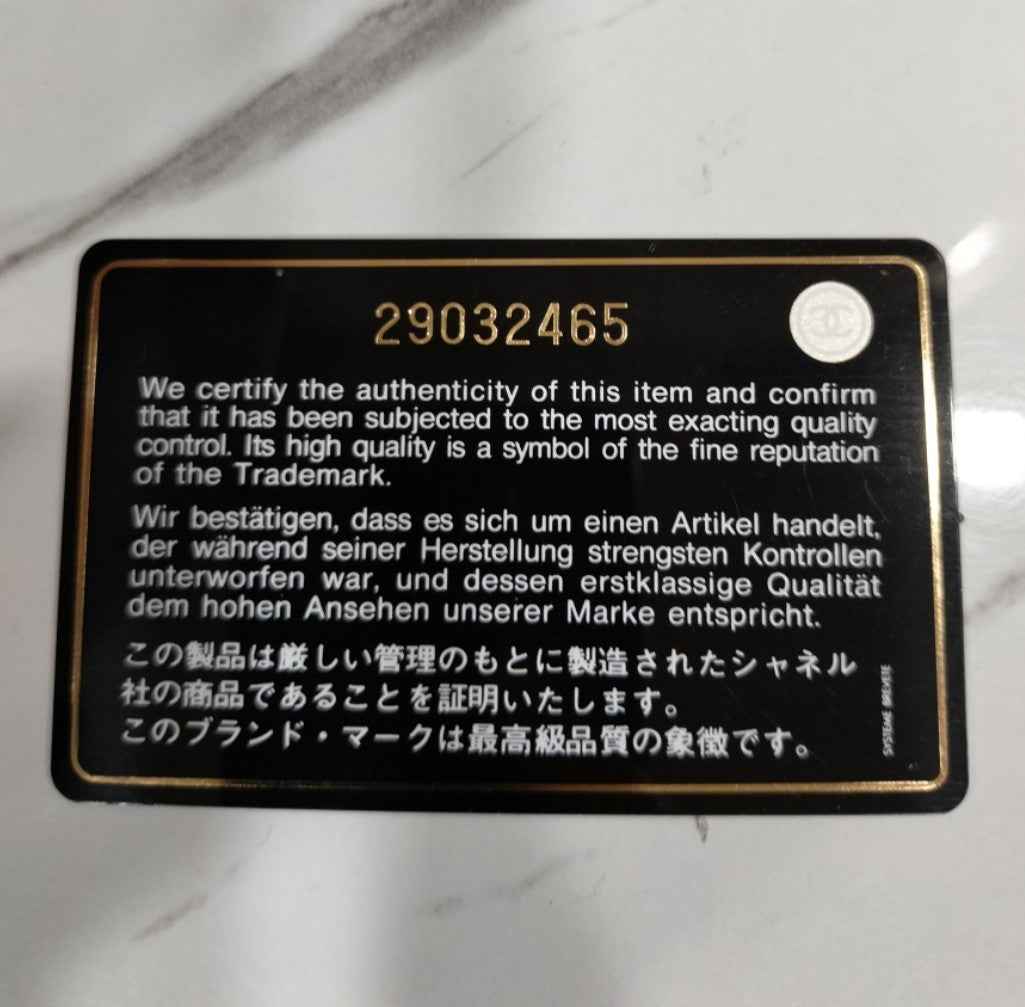 29032465
We certify the authenticity of this item and confirm
that it has been subjected to the most exacting quality
control. Its high quality is a symbol of the fine reputation
of the Trademark.
Wir bestätigen, dass es sich um einen Artikel handelt,
der während seiner Herstellung strengsten Kontrollen
unterworfen war, und dessen erstklassige Qualität
dem hohen Ansehen unserer Marke entspricht.
この製品は厳しい管理のもとに製造されたシャネル
社の商品であることを証明いたします。
このブランド・マークは最高級品質の象徴です。
SYSTEME BREVETE